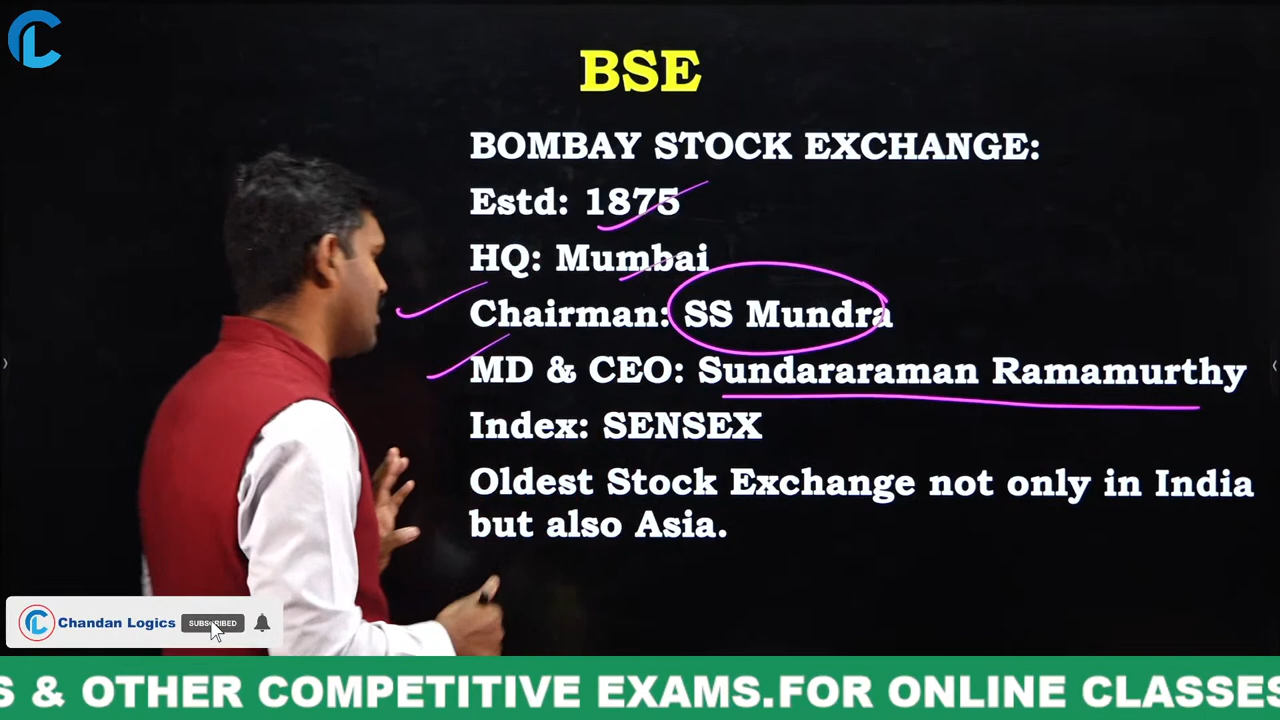 BSE
BOMBAY STOCK EXCHANGE:
Estd: 1875
HQ: Mumbai
Chairman: SS Mundra
MD & CEO: Sundararaman Ramamurthy
Index: SENSEX
Oldest Stock Exchange not only in India
but also Asia.
Chandan Logics SUBSCRIBED
S & OTHER COMPETITIVE EXAMS.FOR ONLINE CLASSES